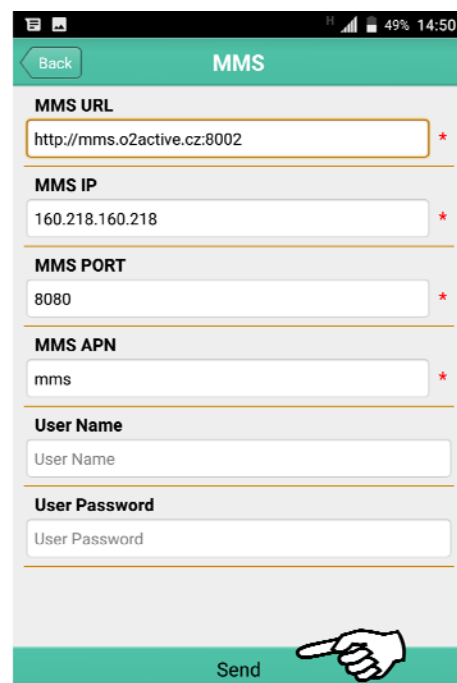 H 49% 14:50
Back MMS
MMS URL
http://mms.o2active.cz:8002 *
MMS IP
160.218.160.218 *
MMS PORT
8080 *
MMS APN
mms *
User Name
User Name
User Password
User Password
Send